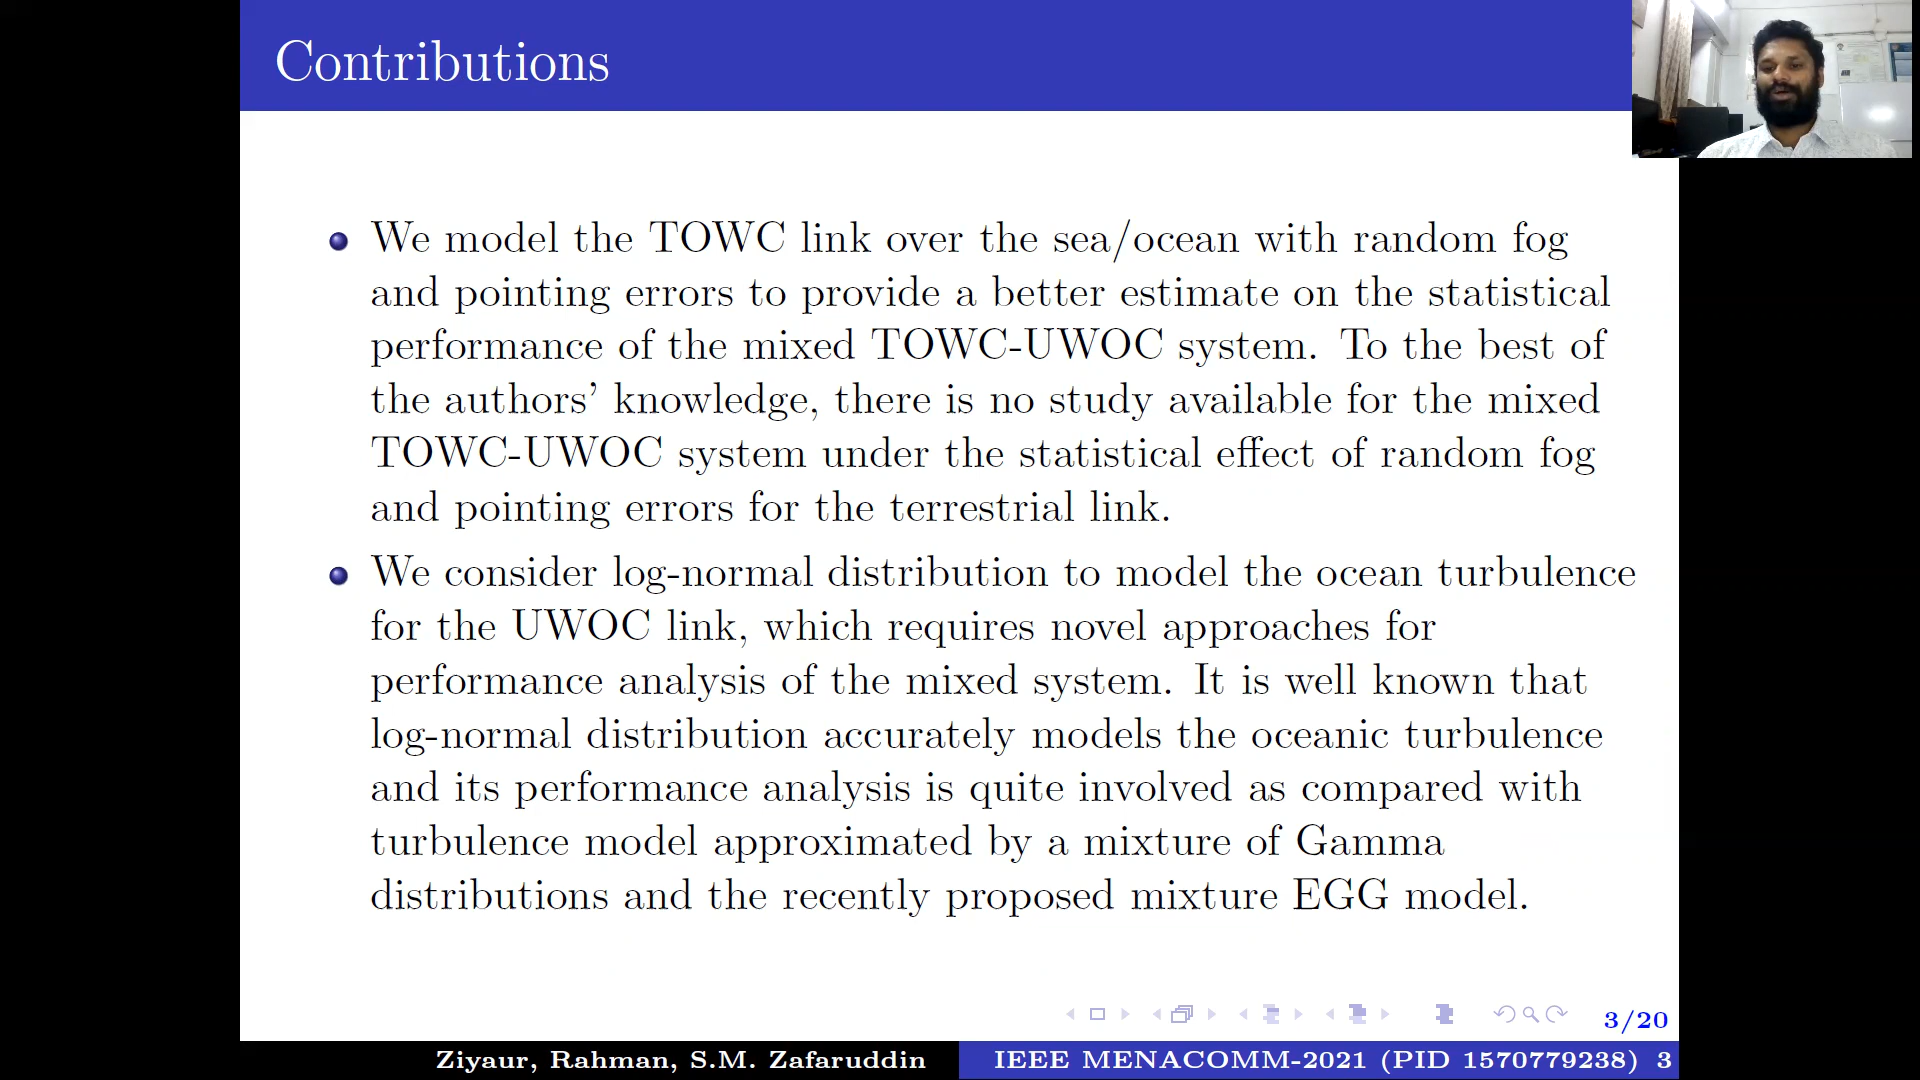 Contributions
We model the TOWC link over the sea/ocean with random fog
and pointing errors to provide a better estimate on the statistical
performance of the mixed TOWC-UWOC system. To the best of
the authors’ knowledge, there is no study available for the mixed
TOWC-UWOC system under the statistical effect of random fog
and pointing errors for the terrestrial link.
We consider log-normal distribution to model the ocean turbulence
for the UWOC link, which requires novel approaches for
performance analysis of the mixed system. It is well known that
log-normal distribution accurately models the oceanic turbulence
and its performance analysis is quite involved as compared with
turbulence model approximated by a mixture of Gamma
distributions and the recently proposed mixture EGG model.
3/20
Ziyaur, Rahman, S.M. Zafaruddin IEEE MENACOMM-2021 (PID 1570779238) 3